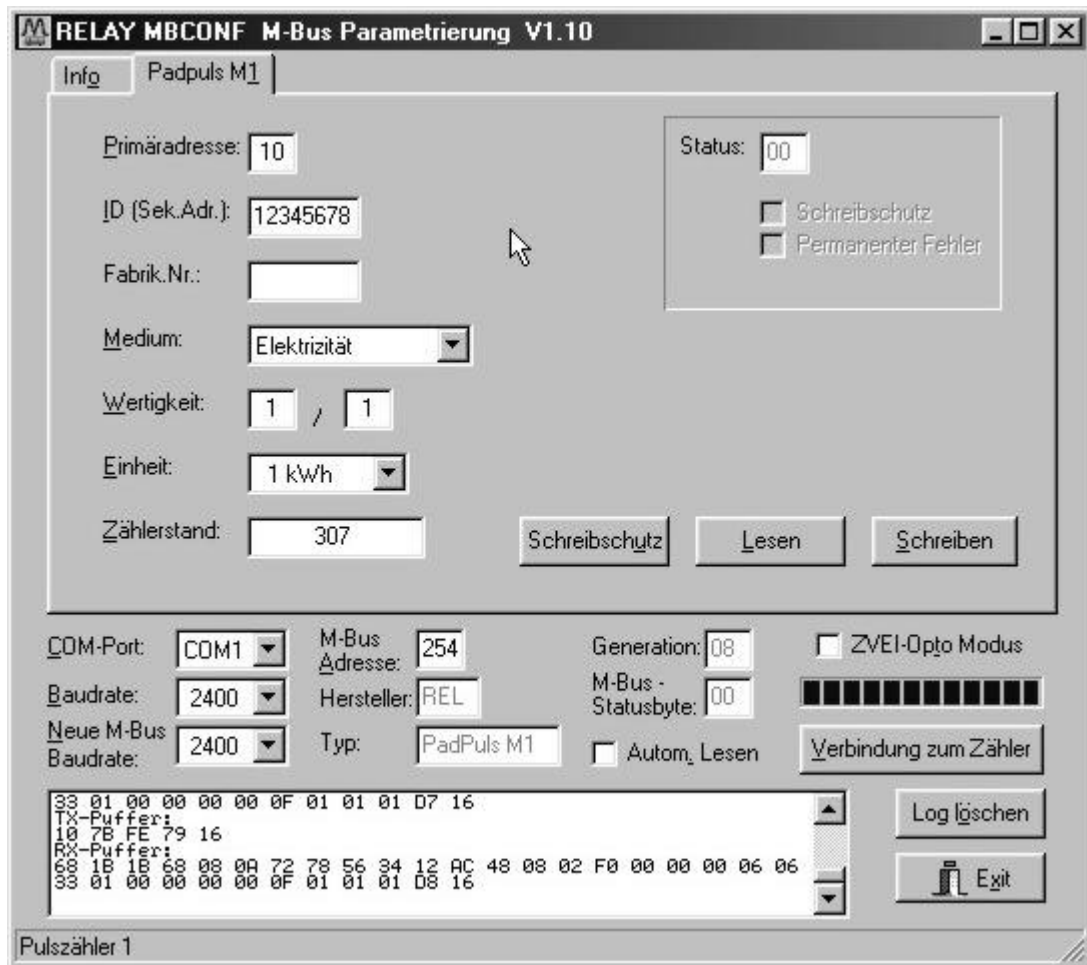 RELAY MBCONF M-Bus Parametrierung V1.10
Info Padpuls M1
Primäradresse: 10
Status: 00
ID (Sek.Adr.): 12345678
Schreibschutz
Permanenter Fehler
Fabrik.Nr.:
Medium: Elektrizität
Wertigkeit: 1 / 1
Einheit: 1 kWh
Zählerstand: 307
Schreibschutz Lesen Schreiben
COM-Port: COM1
M-Bus Adresse: 254
Generation: 08
ZVEI-Opto Modus
Baudrate: 2400
Hersteller: REL
M-Bus - Statusbyte: 00
Neue M-Bus Baudrate: 2400
Typ: PadPuls M1
Autom. Lesen
Verbindung zum Zähler
33 01 00 00 00 00 0F 01 01 01 D7 16
TX-Puffer:
10 7B FE 79 16
RX-Puffer:
68 1B 1B 68 08 0A 72 78 56 34 12 AC 48 08 02 F0 00 00 00 06 06
33 01 00 00 00 00 0F 01 01 01 D8 16
Log löschen
Exit
Pulszähler 1